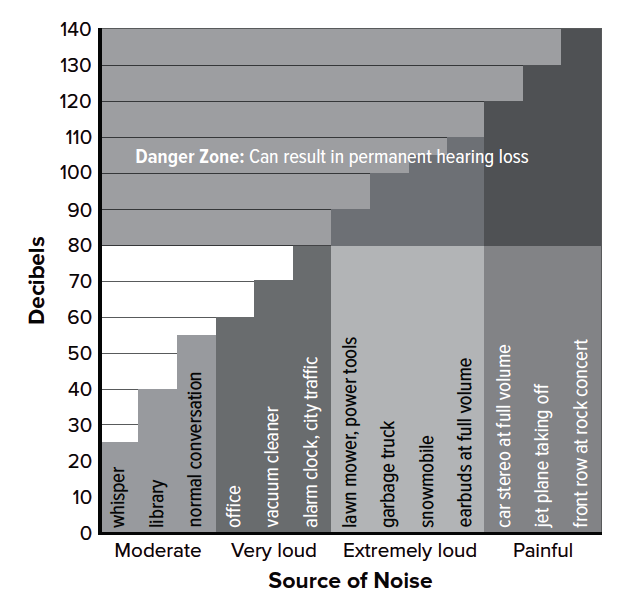 140
130
120
110
Danger Zone: Can result in permanent hearing loss
100
90
80
70
60
50
40
30
20
10
0
Decibels
whisper
library
normal conversation
office
vacuum cleaner
alarm clock, city traffic
lawn mower, power tools
garbage truck
snowmobile
earbuds at full volume
car stereo at full volume
jet plane taking off
front row at rock concert
Moderate Very loud Extremely loud Painful
Source of Noise